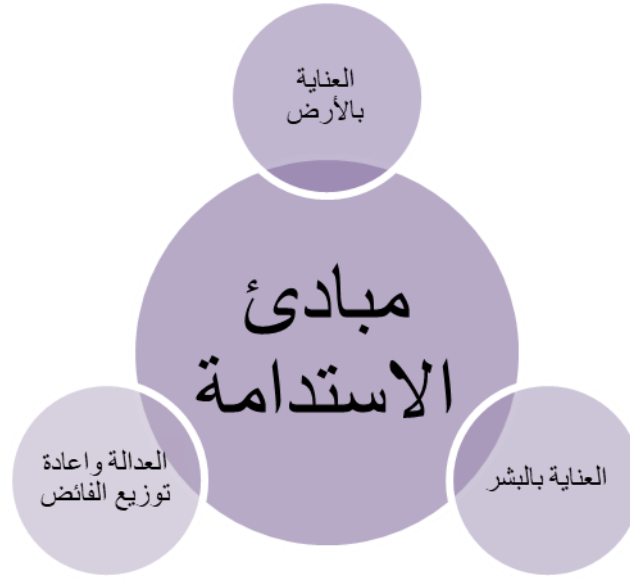 العناية
بالأرض
مبادئ
الاستدامة
العناية بالبشر
العدالة واعادة
توزيع الفائض